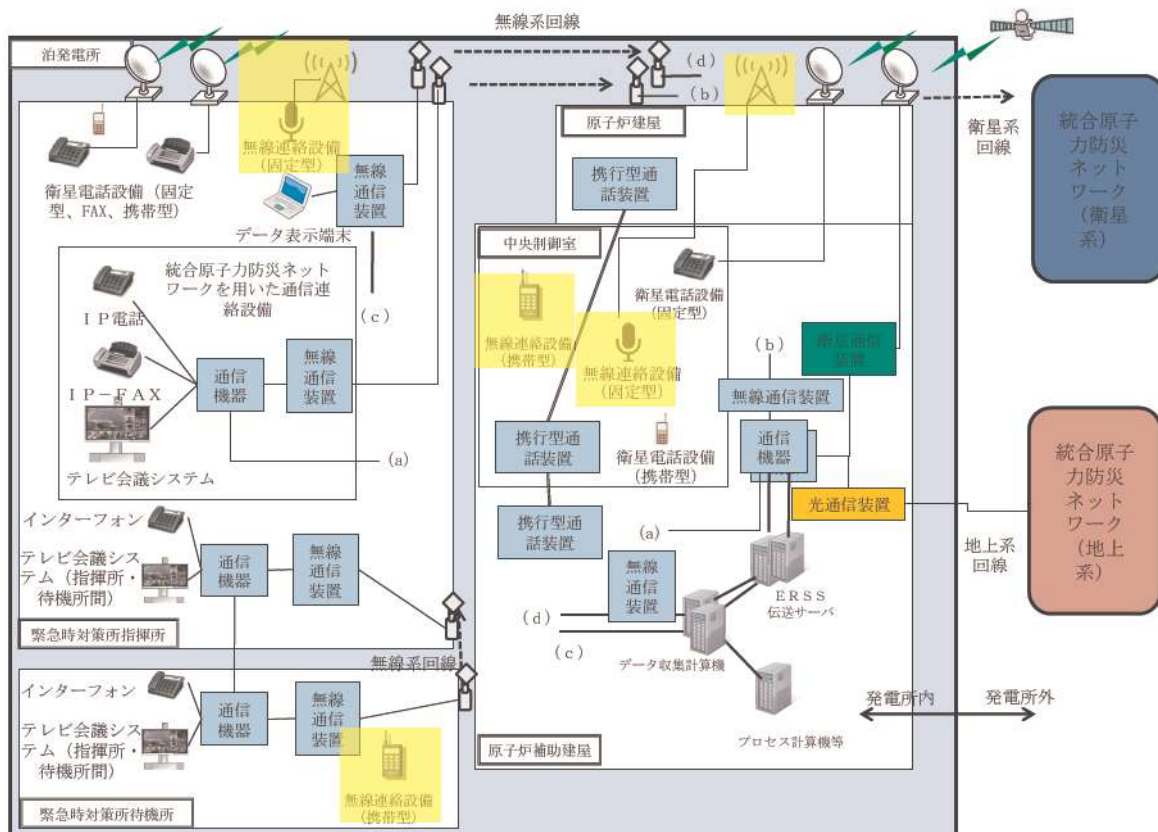 無線系回線
泊発電所
(d)
(b)
原子炉建屋
衛星系
回線
統合原子
力防災
ネット
ワーク
(衛星
系)
無線連絡設備
(固定型)
衛星電話設備(固定
型、FAX、携帯型)
データ表示端末
無線
通信
装置
(c)
携行型通
話装置
中央制御室
衛星電話設備
(固定型)
無線連絡設備
(携帯型)
無線連絡設備
(固定型)
(b)
衛星通信
装置
無線通信装置
統合原子力防災ネット
ワークを用いた通信連
絡設備
IP電話
IP-FAX
テレビ会議システム
通信
機器
無線
通信
装置
(a)
携行型通
話装置
衛星電話設備
(携帯型)
通信
機器
光通信装置
統合原子
力防災
ネット
ワーク
(地上
系)
地上系
回線
携行型通
話装置
(a)
無線
通信
装置
ERSS
伝送サーバ
(d)
(c)
データ収集計算機
プロセス計算機等
原子炉補助建屋
発電所内
発電所外
インターフォン
テレビ会議シス
テム(指揮所・
待機所間)
通信
機器
無線
通信
装置
緊急時対策所指揮所
無線系回線
インターフォン
テレビ会議シス
テム(指揮所・
待機所間)
通信
機器
無線
通信
装置
無線連絡設備
(携帯型)
緊急時対策所待機所